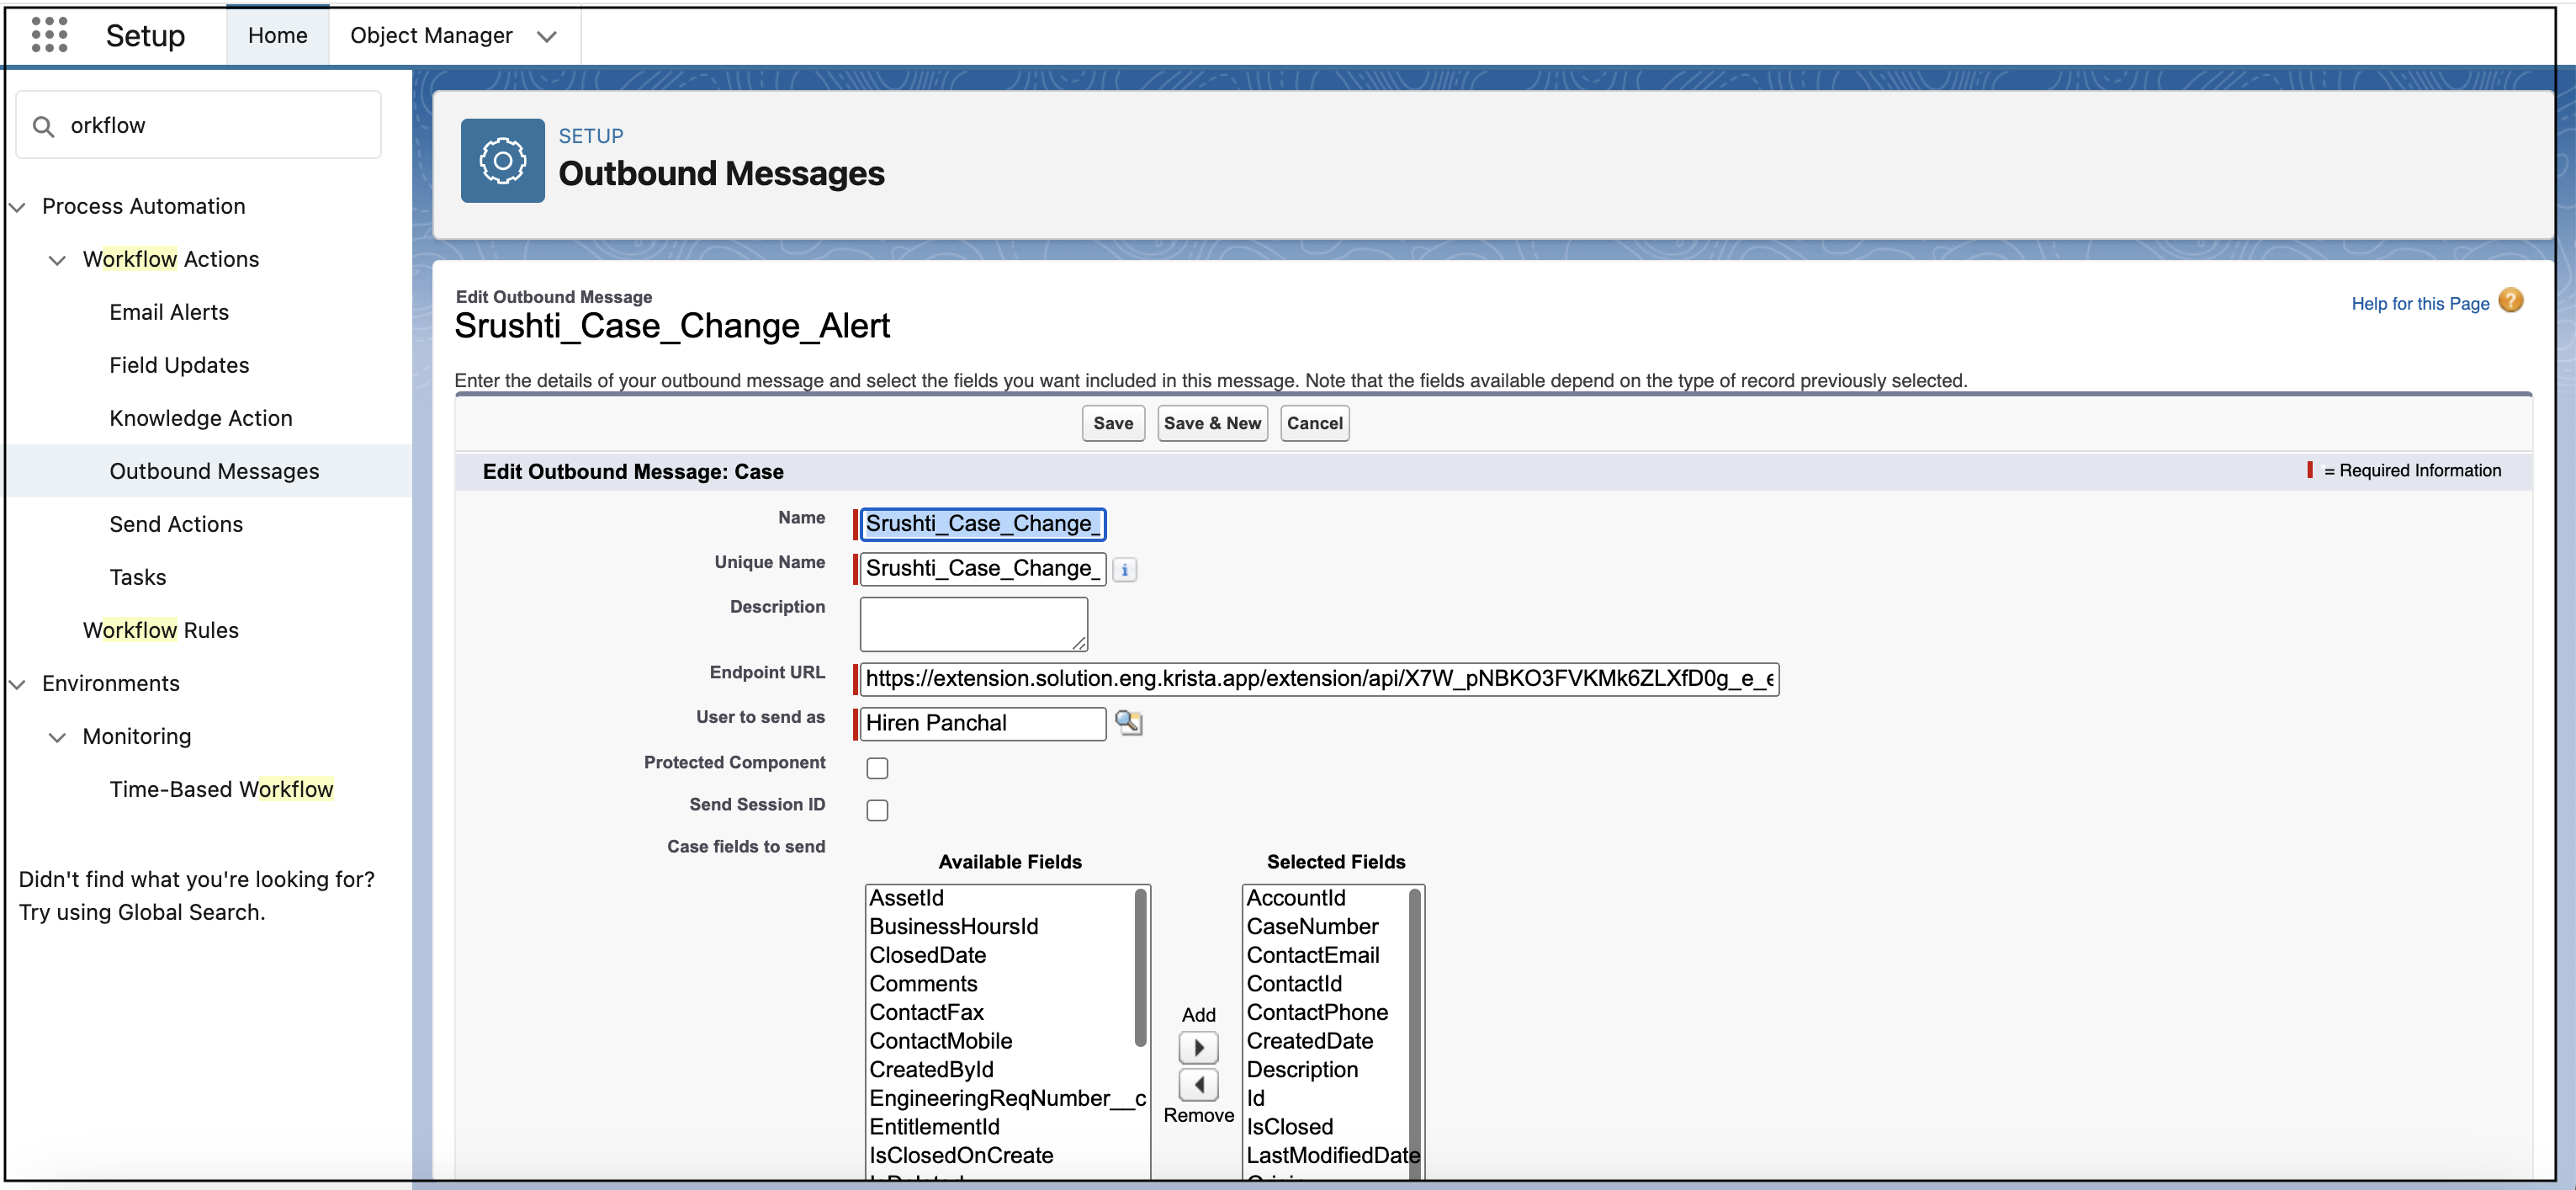 Setup
Home
Object Manager
orkflow
Process Automation
Workflow Actions
Email Alerts
Field Updates
Knowledge Action
Outbound Messages
Send Actions
Tasks
Workflow Rules
Environments
Monitoring
Time-Based Workflow
Didn't find what you're looking for?
Try using Global Search.
SETUP
Outbound Messages
Edit Outbound Message
Srushti_Case_Change_Alert
Help for this Page
Enter the details of your outbound message and select the fields you want included in this message. Note that the fields available depend on the type of record previously selected.
Save Save & New Cancel
Edit Outbound Message: Case
= Required Information
Name Srushti_Case_Change_
Unique Name Srushti_Case_Change_
Description
Endpoint URL https://extension.solution.eng.krista.app/extension/api/X7W_pNBKO3FVKMk6ZLXfD0g_e_
User to send as Hiren Panchal
Protected Component
Send Session ID
Case fields to send
Available Fields
AssetId
BusinessHoursId
ClosedDate
Comments
ContactFax
ContactMobile
CreatedById
EngineeringReqNumber__c
EntitlementId
IsClosedOnCreate
Add
Remove
Selected Fields
AccountId
CaseNumber
ContactEmail
ContactId
ContactPhone
CreatedDate
Description
Id
IsClosed
LastModifiedDate